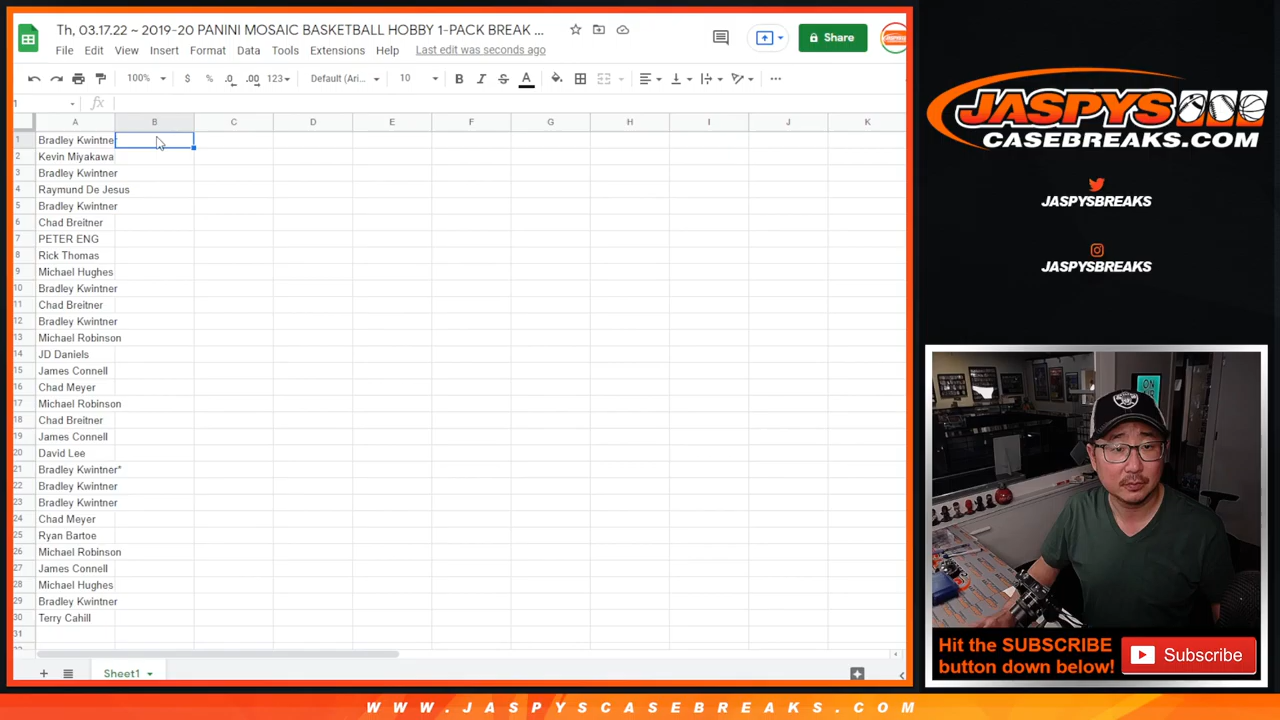 Th, 03.17.22 ~ 2019-20 PANINI MOSAIC BASKETBALL HOBBY 1-PACK BREAK ...
File Edit View Insert Format Data Tools Extensions Help Last edit was seconds ago
Share
100% $ % .0 .00 123 Default (Ari... 10 B I S A
1 fx
A B C D E F G H I J K
1 Bradley Kwintner
2 Kevin Miyakawa
3 Bradley Kwintner
4 Raymund De Jesus
5 Bradley Kwintner
6 Chad Breitner
7 PETER ENG
8 Rick Thomas
9 Michael Hughes
10 Bradley Kwintner
11 Chad Breitner
12 Bradley Kwintner
13 Michael Robinson
14 JD Daniels
15 James Connell
16 Chad Meyer
17 Michael Robinson
18 Chad Breitner
19 James Connell
20 David Lee
21 Bradley Kwintner*
22 Bradley Kwintner
23 Bradley Kwintner
24 Chad Meyer
25 Ryan Bartoe
26 Michael Robinson
27 James Connell
28 Michael Hughes
29 Bradley Kwintner
30 Terry Cahill
31
Sheet1
JASPYS
CASEBREAKS.COM
JASPYSBREAKS
JASPYSBREAKS
ON
Hit the SUBSCRIBE
button down below!
Subscribe
WWW.JASPYSCASEBREAKS.COM